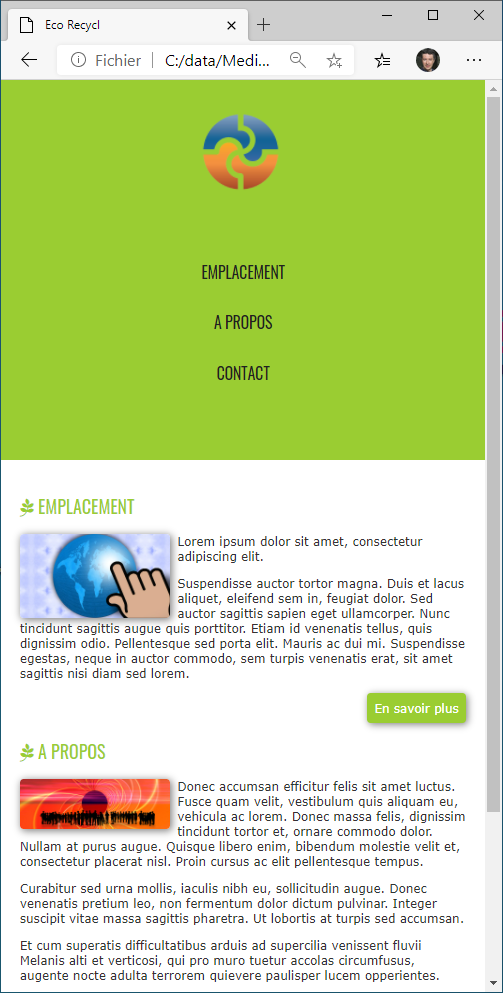 Eco Recycl
Fichier
C:/data/Medi...
EMPLACEMENT
A PROPOS
CONTACT
EMPLACEMENT
Lorem ipsum dolor sit amet, consectetur
adipiscing elit.
Suspendisse auctor tortor magna. Duis et lacus
aliquet, eleifend sem in, feugiat dolor. Sed
auctor sagittis sapien eget ullamcorper. Nunc
tincidunt sagittis augue quis porttitor. Etiam id venenatis tellus, quis
dignissim odio. Pellentesque sed porta elit. Mauris ac dui mi. Suspendisse
egestas, neque in auctor commodo, sem turpis venenatis erat, sit amet
sagittis nisi diam sed lorem.
En savoir plus
A PROPOS
Donec accumsan efficitur felis sit amet luctus.
Fusce quam velit, vestibulum quis aliquam eu,
vehicula ac lorem. Donec massa felis, dignissim
tincidunt tortor et, ornare commodo dolor.
Nullam at purus augue. Quisque libero enim, bibendum molestie velit et,
consectetur placerat nisl. Proin cursus ac elit pellentesque tempus.
Curabitur sed urna mollis, iaculis nibh eu, sollicitudin augue. Donec
venenatis pretium leo, non fermentum dolor dictum pulvinar. Integer
suscipit vitae massa sagittis pharetra. Ut lobortis at turpis sed accumsan.
Et cum superatis difficultatibus arduis ad supercilia venissent fluvii
Melanis alti et verticosi, qui pro muro tuetur accolas circumfusus,
augente nocte adulta terrorem quievere paulisper lucem opperientes.